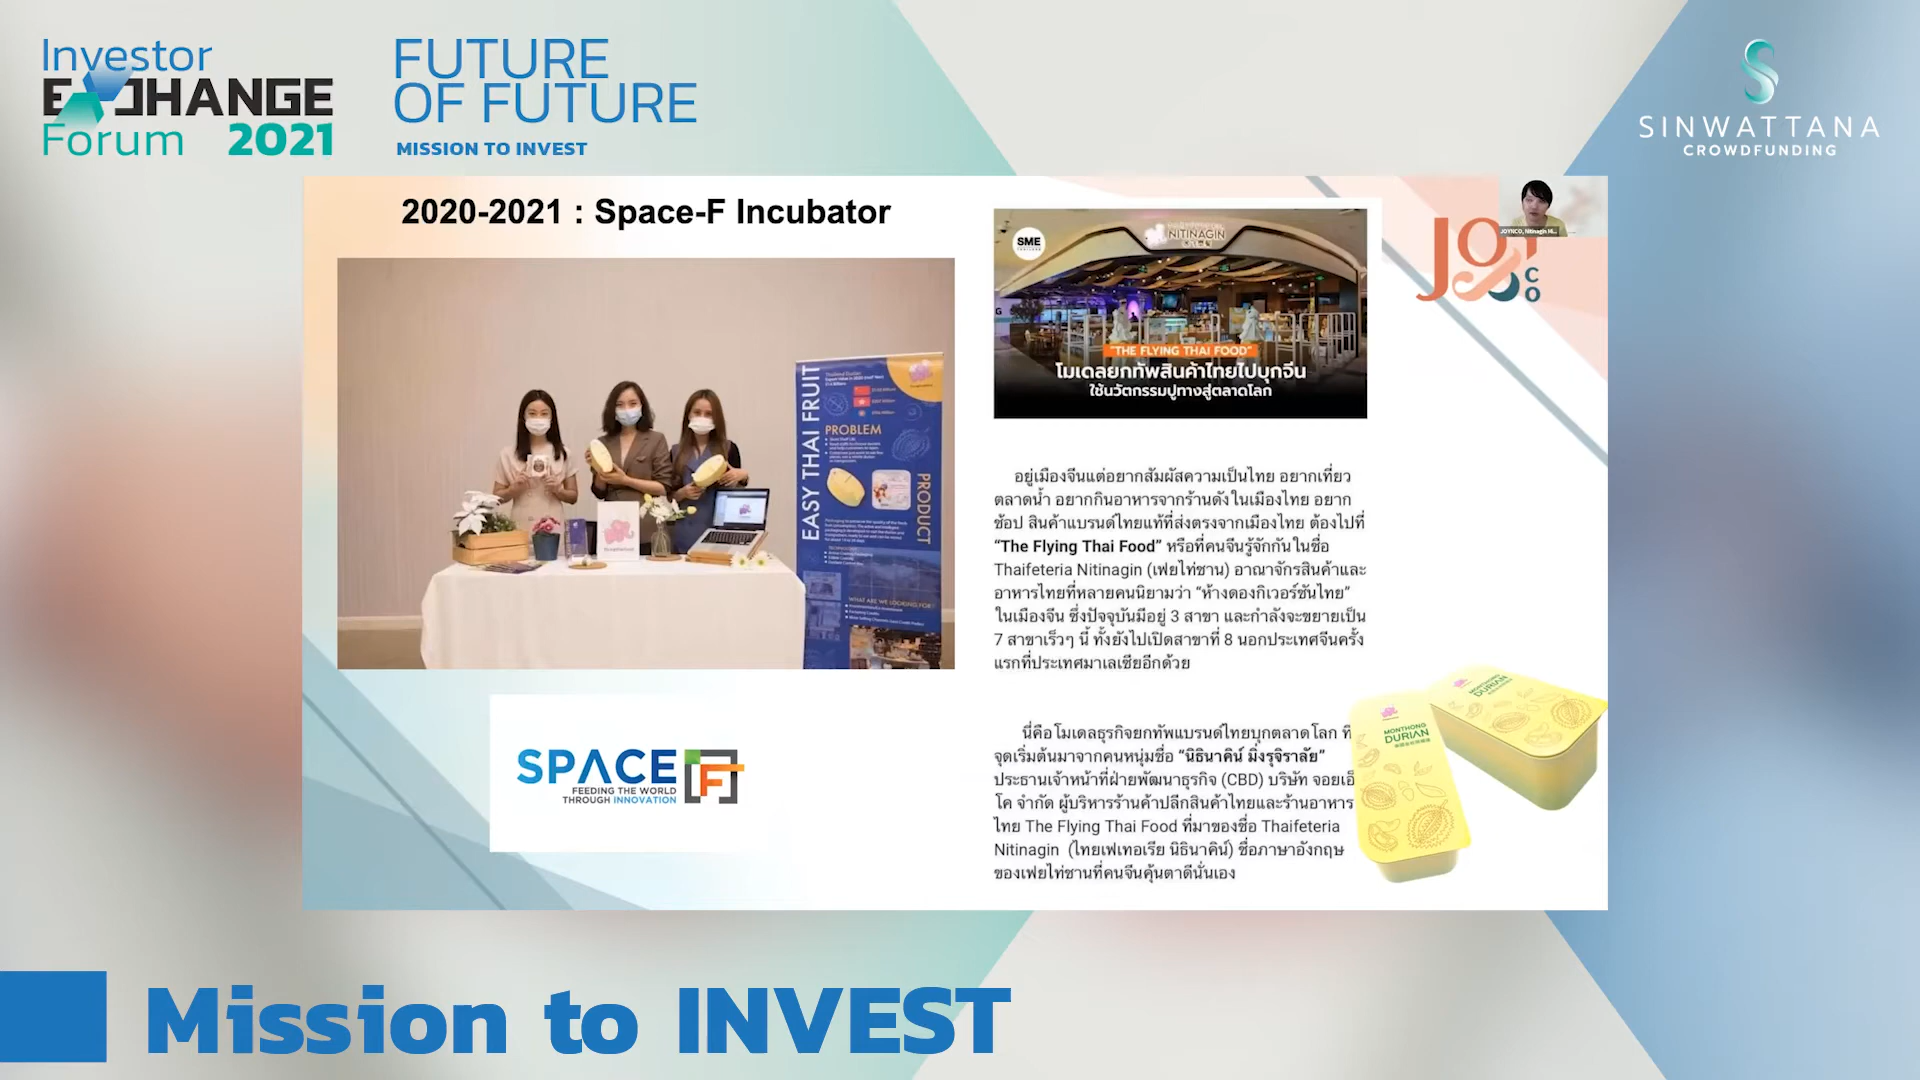 Investor
EXCHANGE
Forum 2021
FUTURE
OF FUTURE
MISSION TO INVEST
SINWATTANA
CROWDFUNDING
2020-2021 : Space-F Incubator
EASY THAI FRUIT
PROBLEM
PRODUCT
WHAT ARE WE LOOKING FOR?
SPACE F
FEEDING THE WORLD
THROUGH INNOVATION
SME
NITINAGIN
"THE FLYING THAI FOOD"
โมเดลยกทัพสินค้าไทยไปบุกจีน
ใช้นวัตกรรมปูทางสู่ตลาดโลก
JOY
CO
อยู่เมืองจีนแต่อยากสัมผัสความเป็นไทย อยากเที่ยว
ตลาดน้ำ อยากกินอาหารจากร้านดังในเมืองไทย อยาก
ช้อป สินค้าแบรนด์ไทยแท้ที่ส่งตรงจากเมืองไทย ต้องไปที่
“The Flying Thai Food” หรือที่คนจีนรู้จักกันในชื่อ
Thaifeteria Nitinagin (เฟยไท่ซาน) อาณาจักรสินค้าและ
อาหารไทยที่หลายคนนิยามว่า “ห้างดองกิเวอร์ชันไทย”
ในเมืองจีน ซึ่งปัจจุบันมีอยู่ 3 สาขา และกำลังจะขยายเป็น
7 สาขาเร็วๆ นี้ ทั้งยังไปเปิดสาขาที่ 8 นอกประเทศจีนครั้ง
แรกที่ประเทศมาเลเซียอีกด้วย
นี่คือโมเดลธุรกิจยกทัพแบรนด์ไทยบุกตลาดโลก ที่
จุดเริ่มต้นมาจากคนหนุ่มชื่อ “นิธินาคิน์ มิ่งรุจิราลัย”
ประธานเจ้าหน้าที่ฝ่ายพัฒนาธุรกิจ (CBD) บริษัท จอยเอ็
โค จำกัด ผู้บริหารร้านค้าปลีกสินค้าไทยและร้านอาหาร
ไทย The Flying Thai Food ที่มาของชื่อ Thaifeteria
Nitinagin (ไทยเฟเทอเรีย นิธินาคิน์) ชื่อภาษาอังกฤษ
ของเฟยไท่ซานที่คนจีนคุ้นตาดีนั่นเอง
MONTHONG
DURIAN
MONTHONG
DURIAN
Mission to INVEST